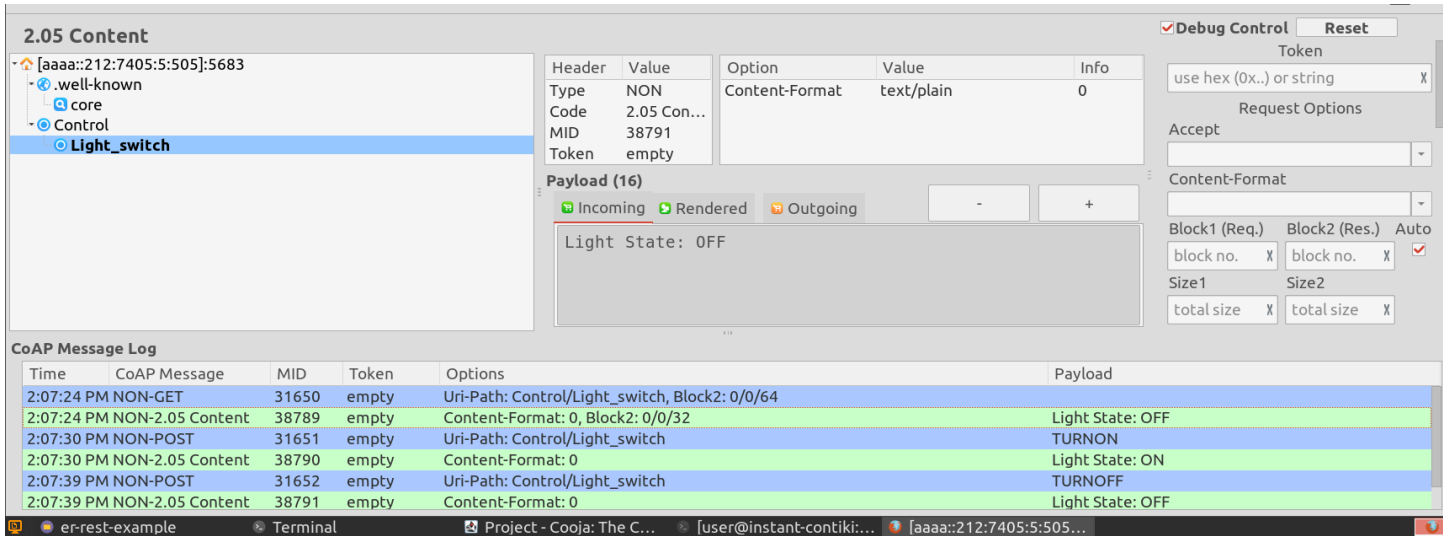 2.05 Content
[aaaa::212:7405:5:505]:5683
.well-known
core
Control
Light_switch
Header Value
Type NON
Code 2.05 Con...
MID 38791
Token empty
Option Value Info
Content-Format text/plain 0
Payload (16)
Incoming Rendered Outgoing - +
Light State: OFF
Debug Control Reset
Token
use hex (0x..) or string X
Request Options
Accept
Content-Format
Block1 (Req.) Block2 (Res.) Auto
block no. X block no. X
Size1 Size2
total size X total size X
CoAP Message Log
Time CoAP Message MID Token Options Payload
2:07:24 PM NON-GET 31650 empty Uri-Path: Control/Light_switch, Block2: 0/0/64
2:07:24 PM NON-2.05 Content 38789 empty Content-Format: 0, Block2: 0/0/32 Light State: OFF
2:07:30 PM NON-POST 31651 empty Uri-Path: Control/Light_switch TURNON
2:07:30 PM NON-2.05 Content 38790 empty Content-Format: 0 Light State: ON
2:07:39 PM NON-POST 31652 empty Uri-Path: Control/Light_switch TURNOFF
2:07:39 PM NON-2.05 Content 38791 empty Content-Format: 0 Light State: OFF
er-rest-example Terminal Project - Cooja: The C... [user@instant-contiki:... [aaaa::212:7405:5:505...